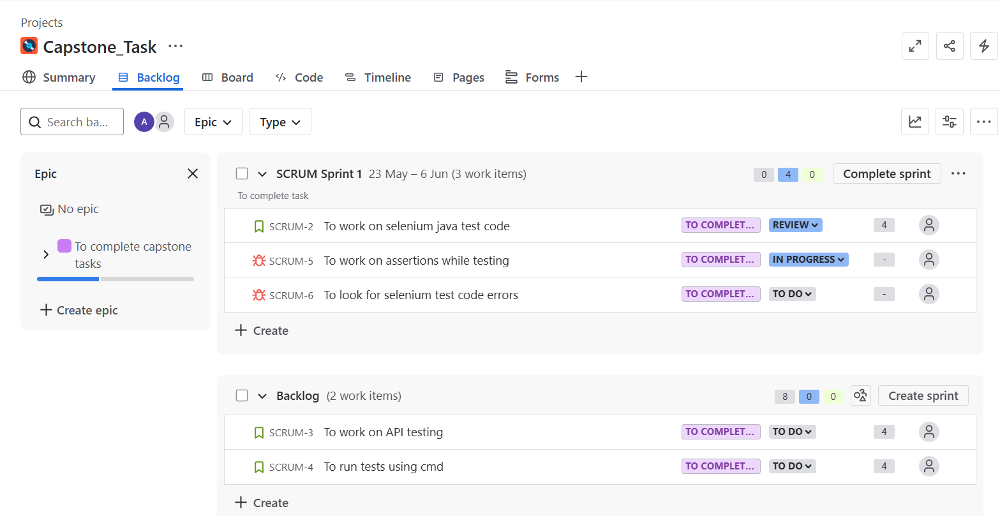 Projects
Capstone_Task ...
Summary Backlog Board Code Timeline Pages Forms
Search ba... A Epic Type
Epic
No epic
To complete capstone
tasks
Create epic
SCRUM Sprint 1 23 May – 6 Jun (3 work items) 0 4 0 Complete sprint ...
To complete task
SCRUM-2 To work on selenium java test code TO COMPLET... REVIEW 4
SCRUM-5 To work on assertions while testing TO COMPLET... IN PROGRESS -
SCRUM-6 To look for selenium test code errors TO COMPLET... TO DO -
Create
Backlog (2 work items) 8 0 0 Create sprint
SCRUM-3 To work on API testing TO COMPLET... TO DO 4
SCRUM-4 To run tests using cmd TO COMPLET... TO DO 4
Create